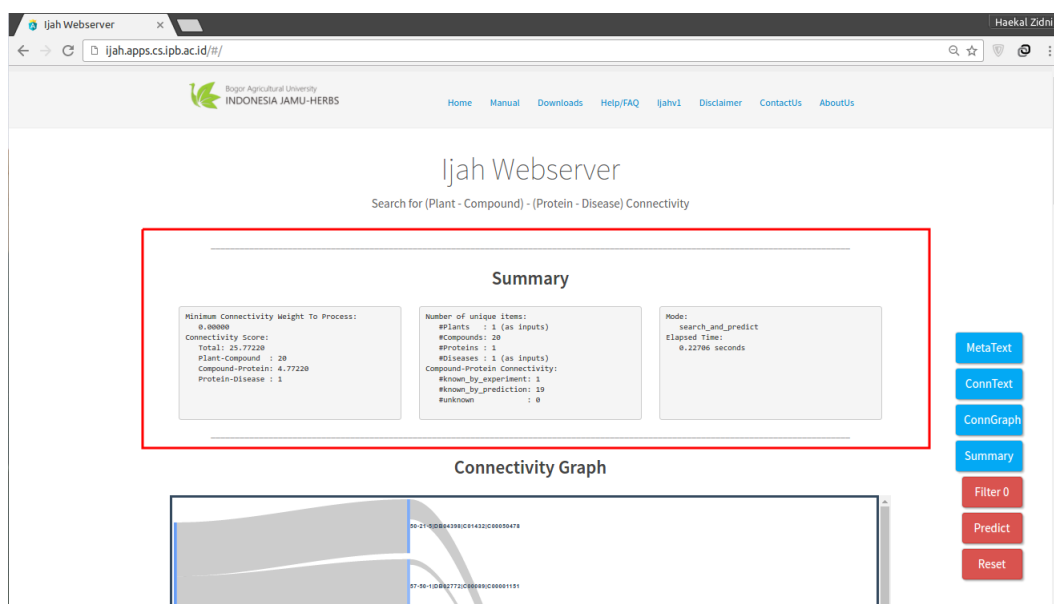 Ijah Webserver
Haekal Zidni
ijah.apps.cs.ipb.ac.id/#/
Bogor Agricultural University
INDONESIA JAMU-HERBS
Home Manual Downloads Help/FAQ Ijahv1 Disclaimer ContactUs AboutUs
Ijah Webserver
Search for (Plant - Compound) - (Protein - Disease) Connectivity
Summary
Minimum Connectivity Weight To Process:
0.00000
Connectivity Score:
Total: 25.77220
Plant-Compound : 20
Compound-Protein: 4.77220
Protein-Disease : 1
Number of unique items:
#Plants : 1 (as inputs)
#Compounds: 20
#Proteins : 1
#Diseases : 1 (as inputs)
Compound-Protein Connectivity:
#known_by_experiment: 1
#known_by_prediction: 19
#unknown : 0
Mode:
search_and_predict
Elapsed Time:
0.22706 seconds
MetaText
ConnText
ConnGraph
Summary
Filter 0
Predict
Reset
Connectivity Graph
50-21-5|DB04398|C01432|C00050478
57-56-1|DB02772|C00089|C00001151